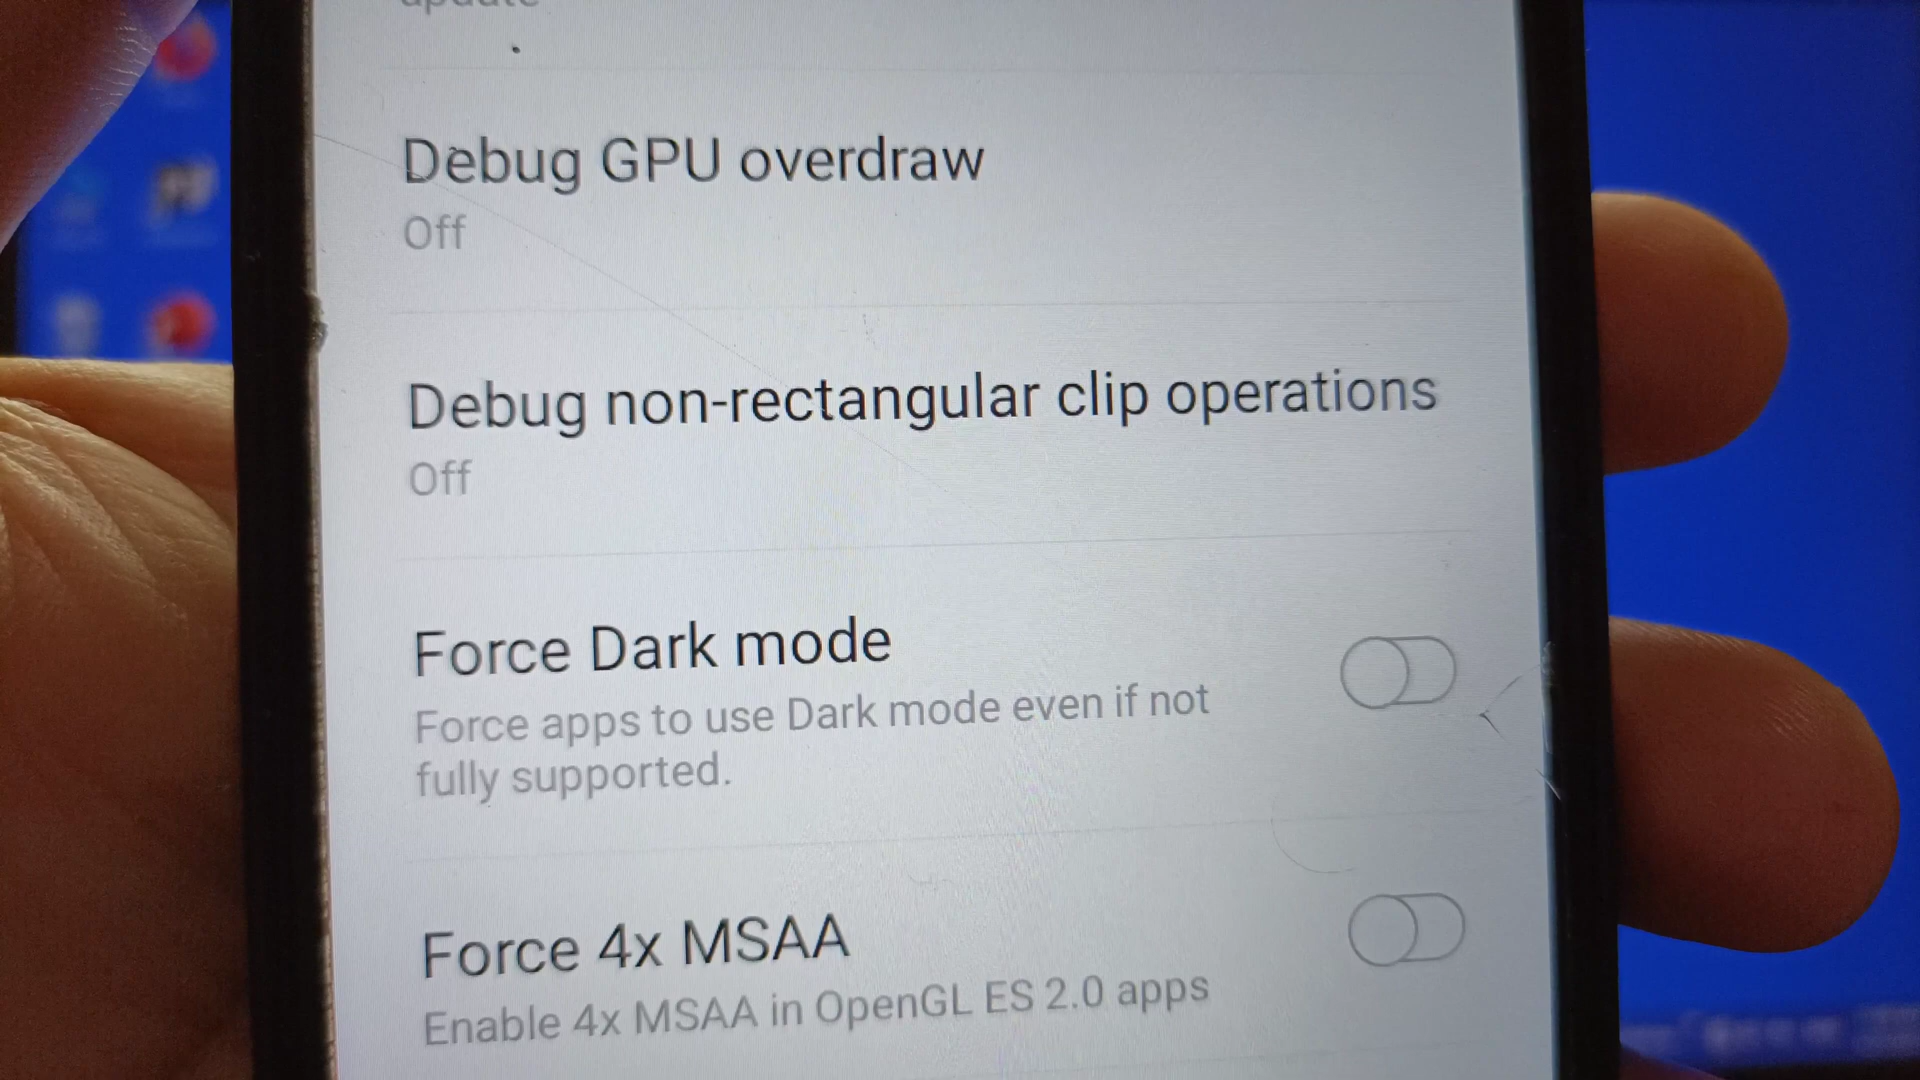 update
Debug GPU overdraw
Off
Debug non-rectangular clip operations
Off
Force Dark mode
Force apps to use Dark mode even if not
fully supported.
Force 4x MSAA
Enable 4x MSAA in OpenGL ES 2.0 apps